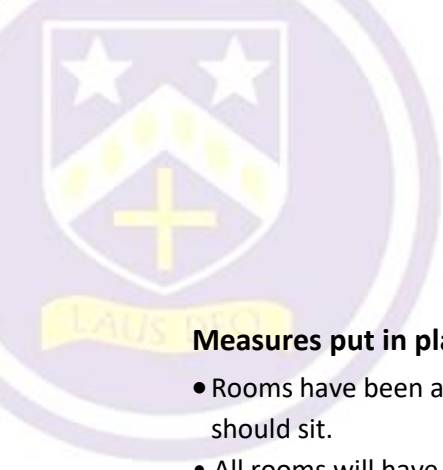 LAUS DEO
Measures put in pla
• Rooms have been a
should sit.
• All rooms will have